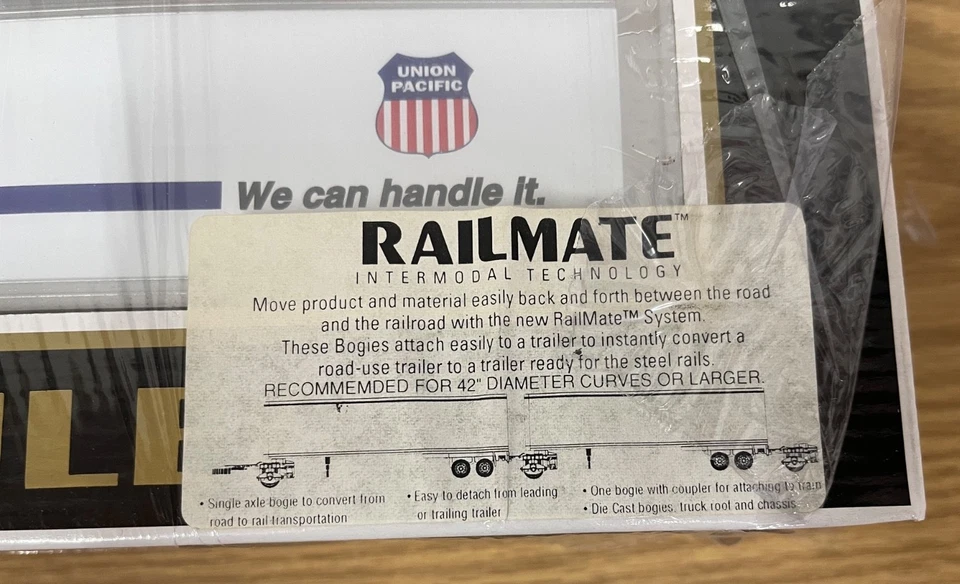 UNION
PACIFIC
We can handle it.
RAILMATE™
INTERMODAL TECHNOLOGY
Move product and material easily back and forth between the road
and the railroad with the new RailMate™ System.
These Bogies attach easily to a trailer to instantly convert a
road-use trailer to a trailer ready for the steel rails.
RECOMMEMDED FOR 42" DIAMETER CURVES OR LARGER.
• Single axle bogie to convert from
road to rail transportation
• Easy to detach from leading
or trailing trailer
• One bogie with coupler for attaching to train
• Die Cast bogies, truck roof and chassis